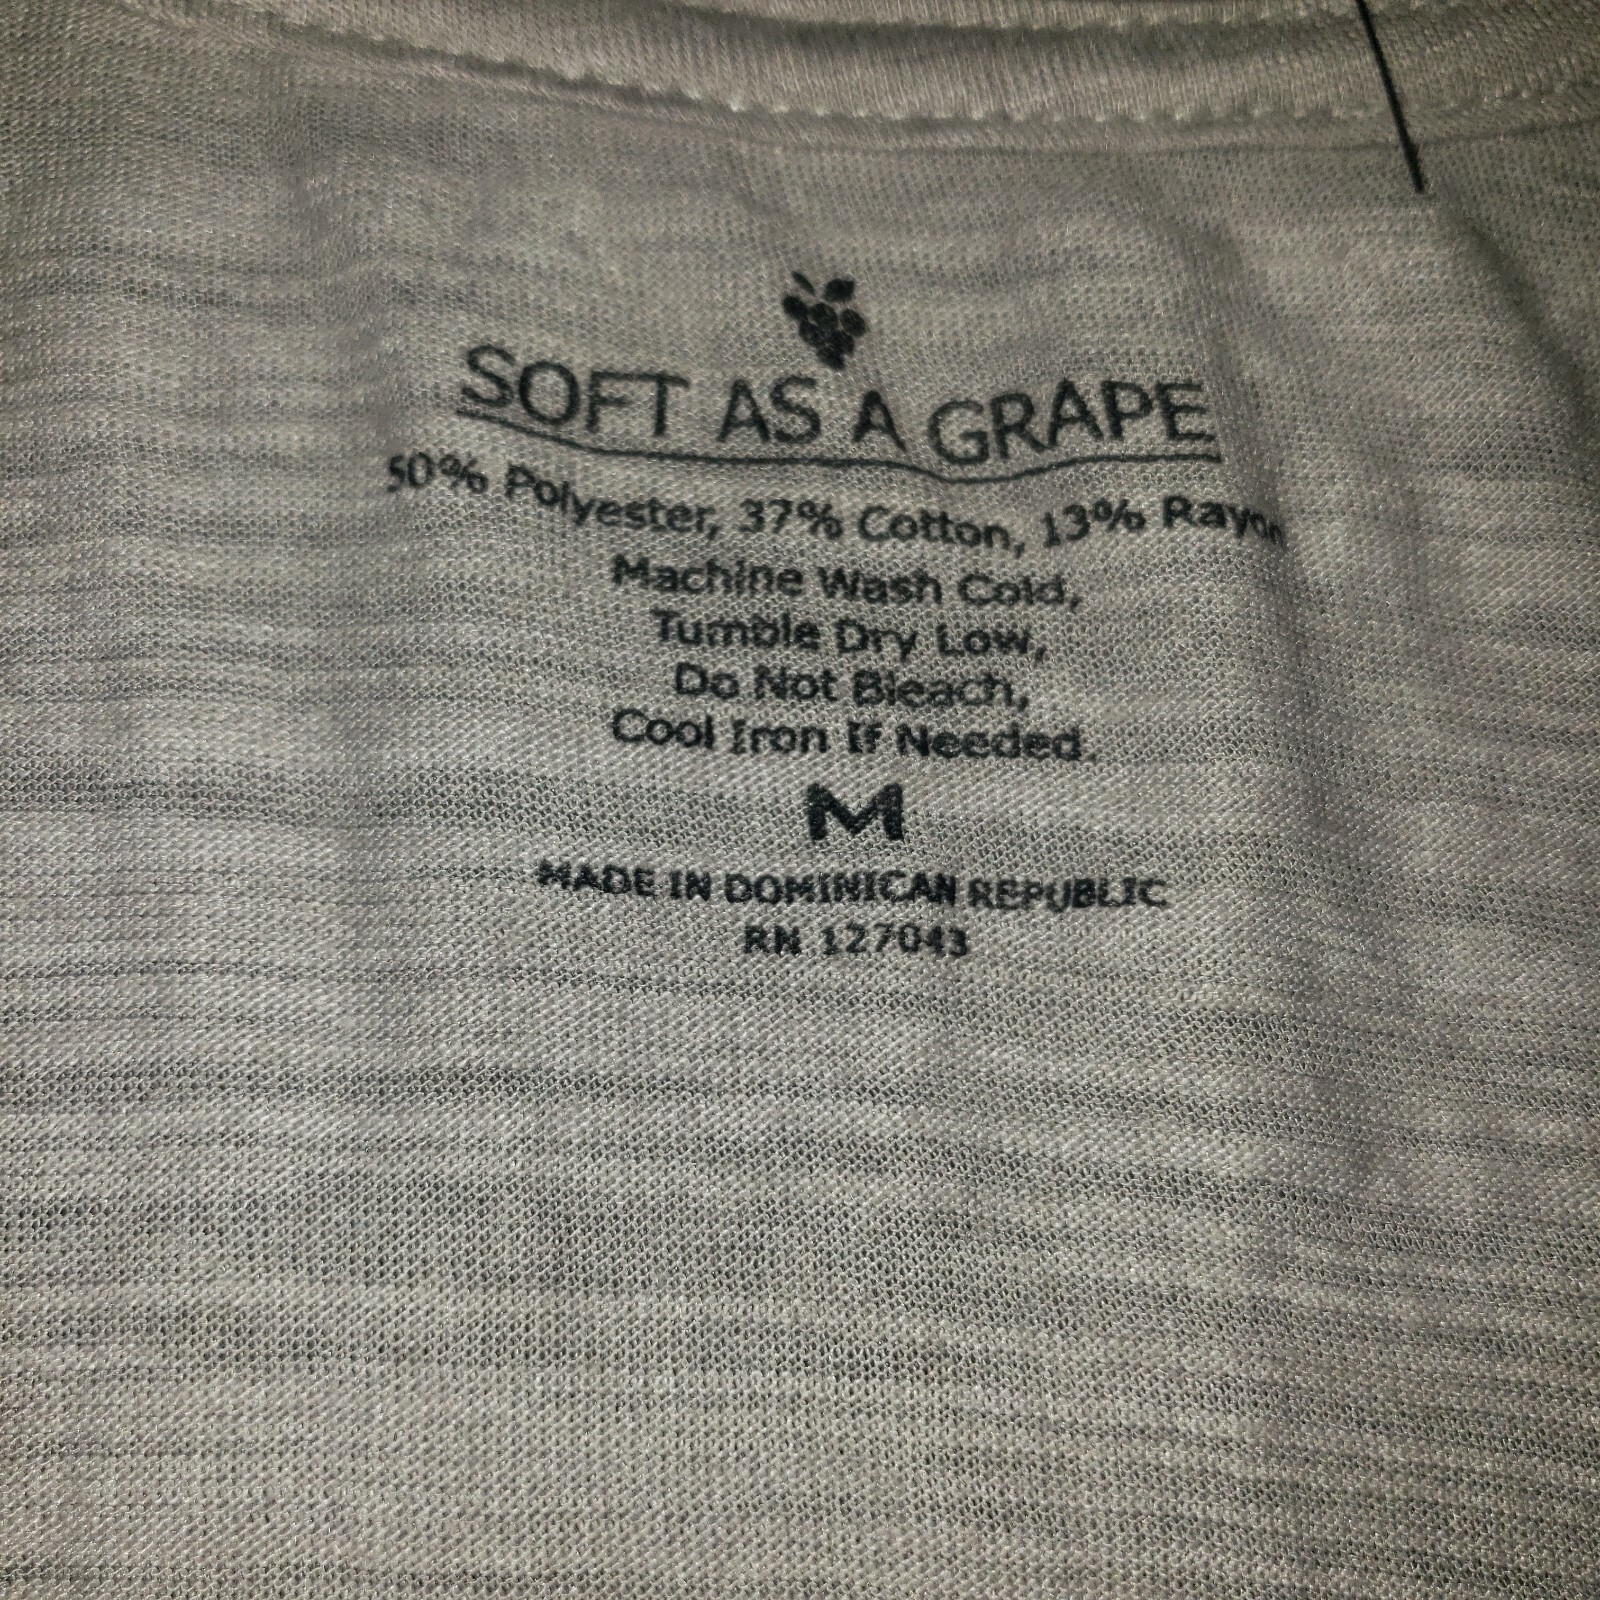 SOFT AS A GRAPE
50% Polyester, 37% Cotton, 13% Rayon
Machine Wash Cold,
Tumble Dry Low,
Do Not Bleach,
Cool Iron If Needed.
M
MADE IN DOMINICAN REPUBLIC
RN 127043